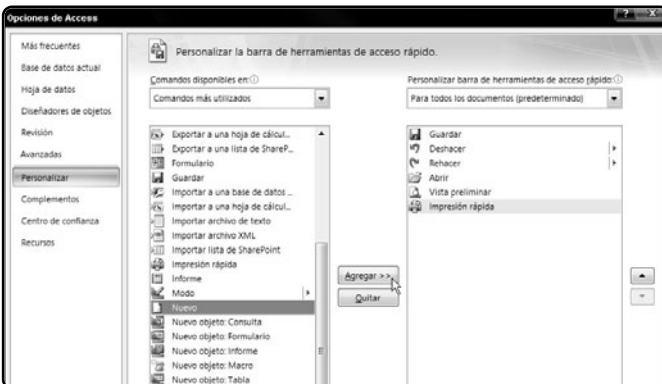 Opciones de Access
Más frecuentes
Base de datos actual
Hoja de datos
Diseñadores de objetos
Revisión
Avanzadas
Personalizar
Complementos
Centro de confianza
Recursos
Personalizar la barra de herramientas de acceso rápido.
Comandos disponibles en:
Comandos más utilizados
Exportar a una hoja de cálcul...
Exportar a una lista de ShareP...
Formulario
Guardar
Importar a una base de datos ...
Importar a una hoja de cálcul...
Importar archivo de texto
Importar archivo XML
Importar lista de SharePoint
Impresión rápida
Informe
Modo
Nuevo
Nuevo objeto: Consulta
Nuevo objeto: Formulario
Nuevo objeto: Informe
Nuevo objeto: Macro
Nuevo objeto: Tabla
Agregar >>
Quitar
Personalizar barra de herramientas de acceso rápido:
Para todos los documentos (predeterminado)
Guardar
Deshacer
Rehacer
Abrir
Vista preliminar
Impresión rápida